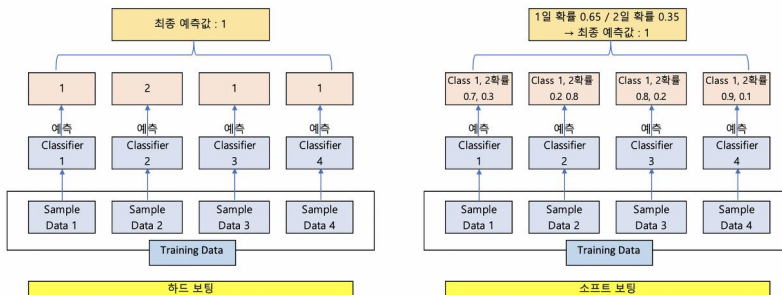 최종 예측값 : 1
1
2
1
1
예측
예측
예측
예측
Classifier
1
Classifier
2
Classifier
3
Classifier
4
Sample
Data 1
Sample
Data 2
Sample
Data 3
Sample
Data 4
Training Data
하드 보팅
1일 확률 0.65 / 2일 확률 0.35
→ 최종 예측값 : 1
Class 1, 2확률
0.7, 0.3
Class 1, 2확률
0.2 0.8
Class 1, 2확률
0.8, 0.2
Class 1, 2확률
0.9, 0.1
예측
예측
예측
예측
Classifier
1
Classifier
2
Classifier
3
Classifier
4
Sample
Data 1
Sample
Data 2
Sample
Data 3
Sample
Data 4
Training Data
소프트 보팅